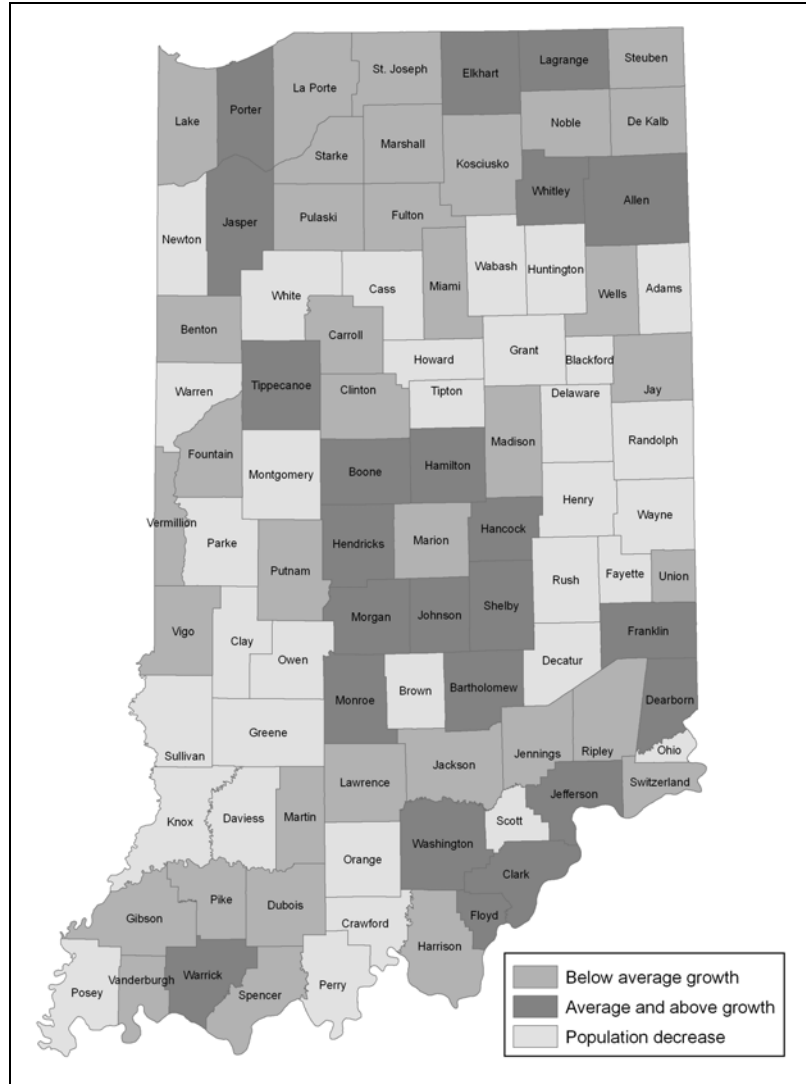 St. Joseph
Elkhart
Lagrange
Steuben
La Porte
Porter
Lake
Noble
De Kalb
Marshall
Starke
Kosciusko
Whitley
Allen
Jasper
Pulaski
Fulton
Newton
Wabash
Huntington
Adams
White
Cass
Miami
Wells
Benton
Carroll
Howard
Grant
Blackford
Warren
Tippecanoe
Clinton
Tipton
Delaware
Jay
Randolph
Fountain
Montgomery
Boone
Hamilton
Madison
Henry
Wayne
Vermillion
Parke
Hendricks
Marion
Hancock
Putnam
Rush
Fayette
Union
Morgan
Johnson
Shelby
Vigo
Clay
Owen
Franklin
Decatur
Monroe
Brown
Bartholomew
Dearborn
Sullivan
Greene
Jennings
Ripley
Ohio
Lawrence
Jackson
Switzerland
Knox
Daviess
Martin
Jefferson
Scott
Washington
Orange
Clark
Pike
Dubois
Gibson
Crawford
Floyd
Harrison
Posey
Vanderburgh
Warrick
Spencer
Perry
Below average growth
Average and above growth
Population decrease